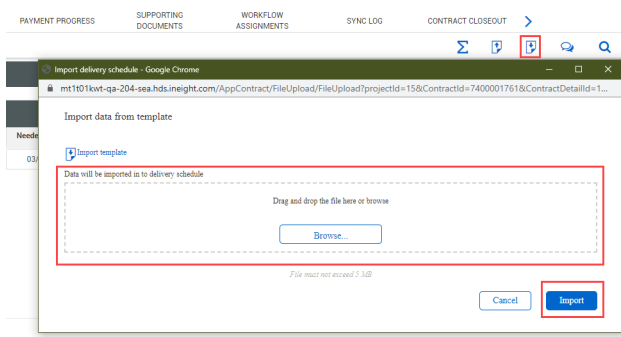 PAYMENT PROGRESS
SUPPORTING DOCUMENTS
WORKFLOW ASSIGNMENTS
SYNC LOG
CONTRACT CLOSEOUT
Import delivery schedule - Google Chrome
mt1t01kwt-qa-204-sea.hds.ineight.com/AppContract/FileUpload/FileUpload?projectId=15&ContractId=7400001761&ContractDetailId=1...
Import data from template
Neede
Import template
03/
Data will be imported in to delivery schedule
Drag and drop the file here or browse
Browse...
File must not exceed 5 MB
Cancel
Import